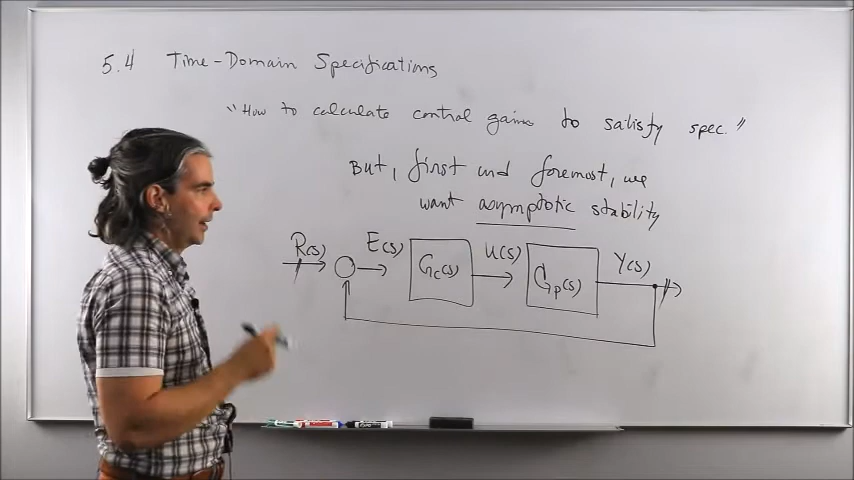 5.4 Time-Domain Specifications
"How to calculate control gains to satisfy spec."
But, first and foremost, we
want asymptotic stability
R(s) E(s) Gc(s) U(s) Gp(s) Y(s)